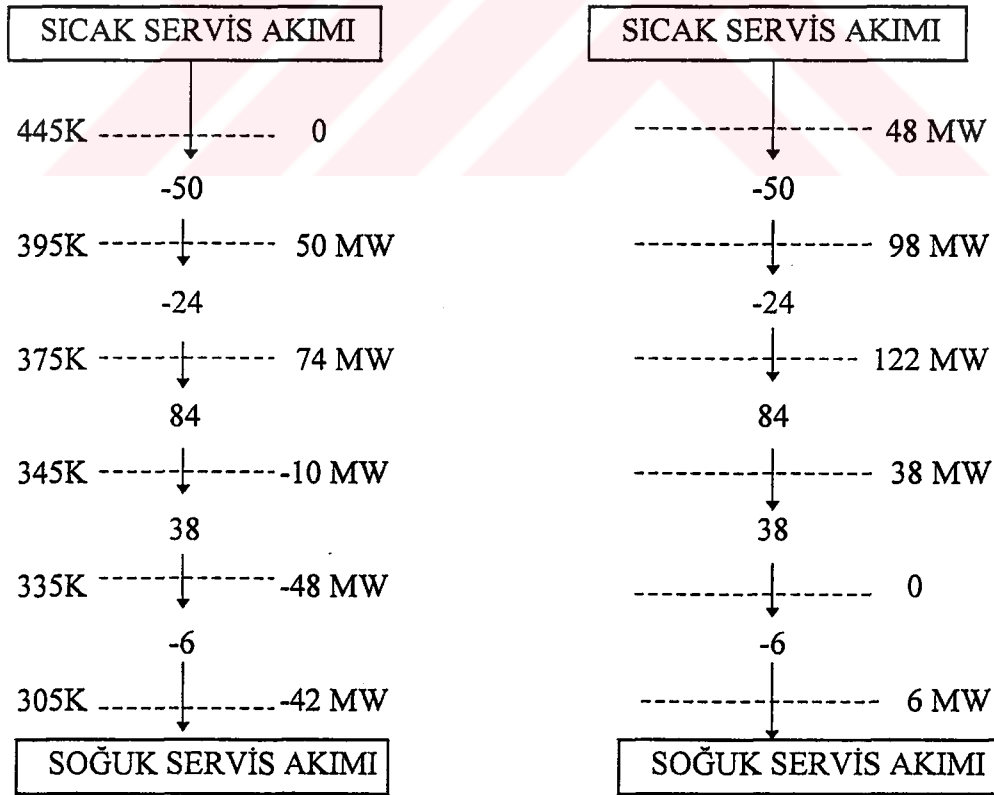 SICAK SERVİS AKIMI
445K 0
-50
395K 50 MW
-24
375K 74 MW
84
345K -10 MW
38
335K -48 MW
-6
305K -42 MW
SOĞUK SERVİS AKIMI
SICAK SERVİS AKIMI
48 MW
-50
98 MW
-24
122 MW
84
38 MW
38
0
-6
6 MW
SOĞUK SERVİS AKIMI